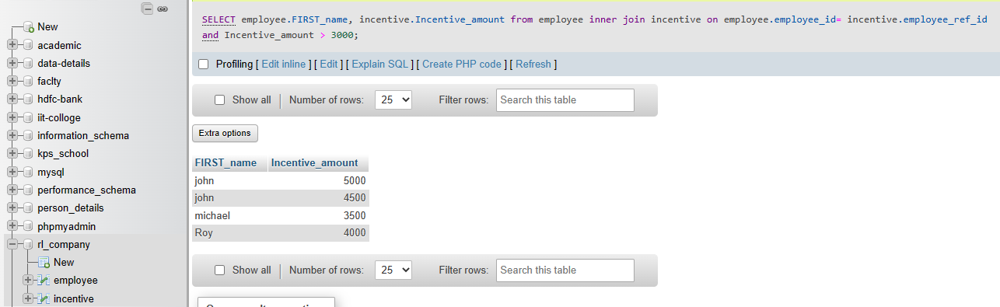 New
academic
data-details
faclty
hdfc-bank
iit-colloge
information_schema
kps_school
mysql
performance_schema
person_details
phpmyadmin
rl_company
New
employee
incentive
SELECT employee.FIRST_name, incentive.Incentive_amount from employee inner join incentive on employee.employee_id= incentive.employee_ref_id
and Incentive_amount > 3000;
Profiling [ Edit inline ] [ Edit ] [ Explain SQL ] [ Create PHP code ] [ Refresh ]
Show all | Number of rows: 25 Filter rows: Search this table
Extra options
FIRST_name Incentive_amount
john 5000
john 4500
michael 3500
Roy 4000
Show all | Number of rows: 25 Filter rows: Search this table